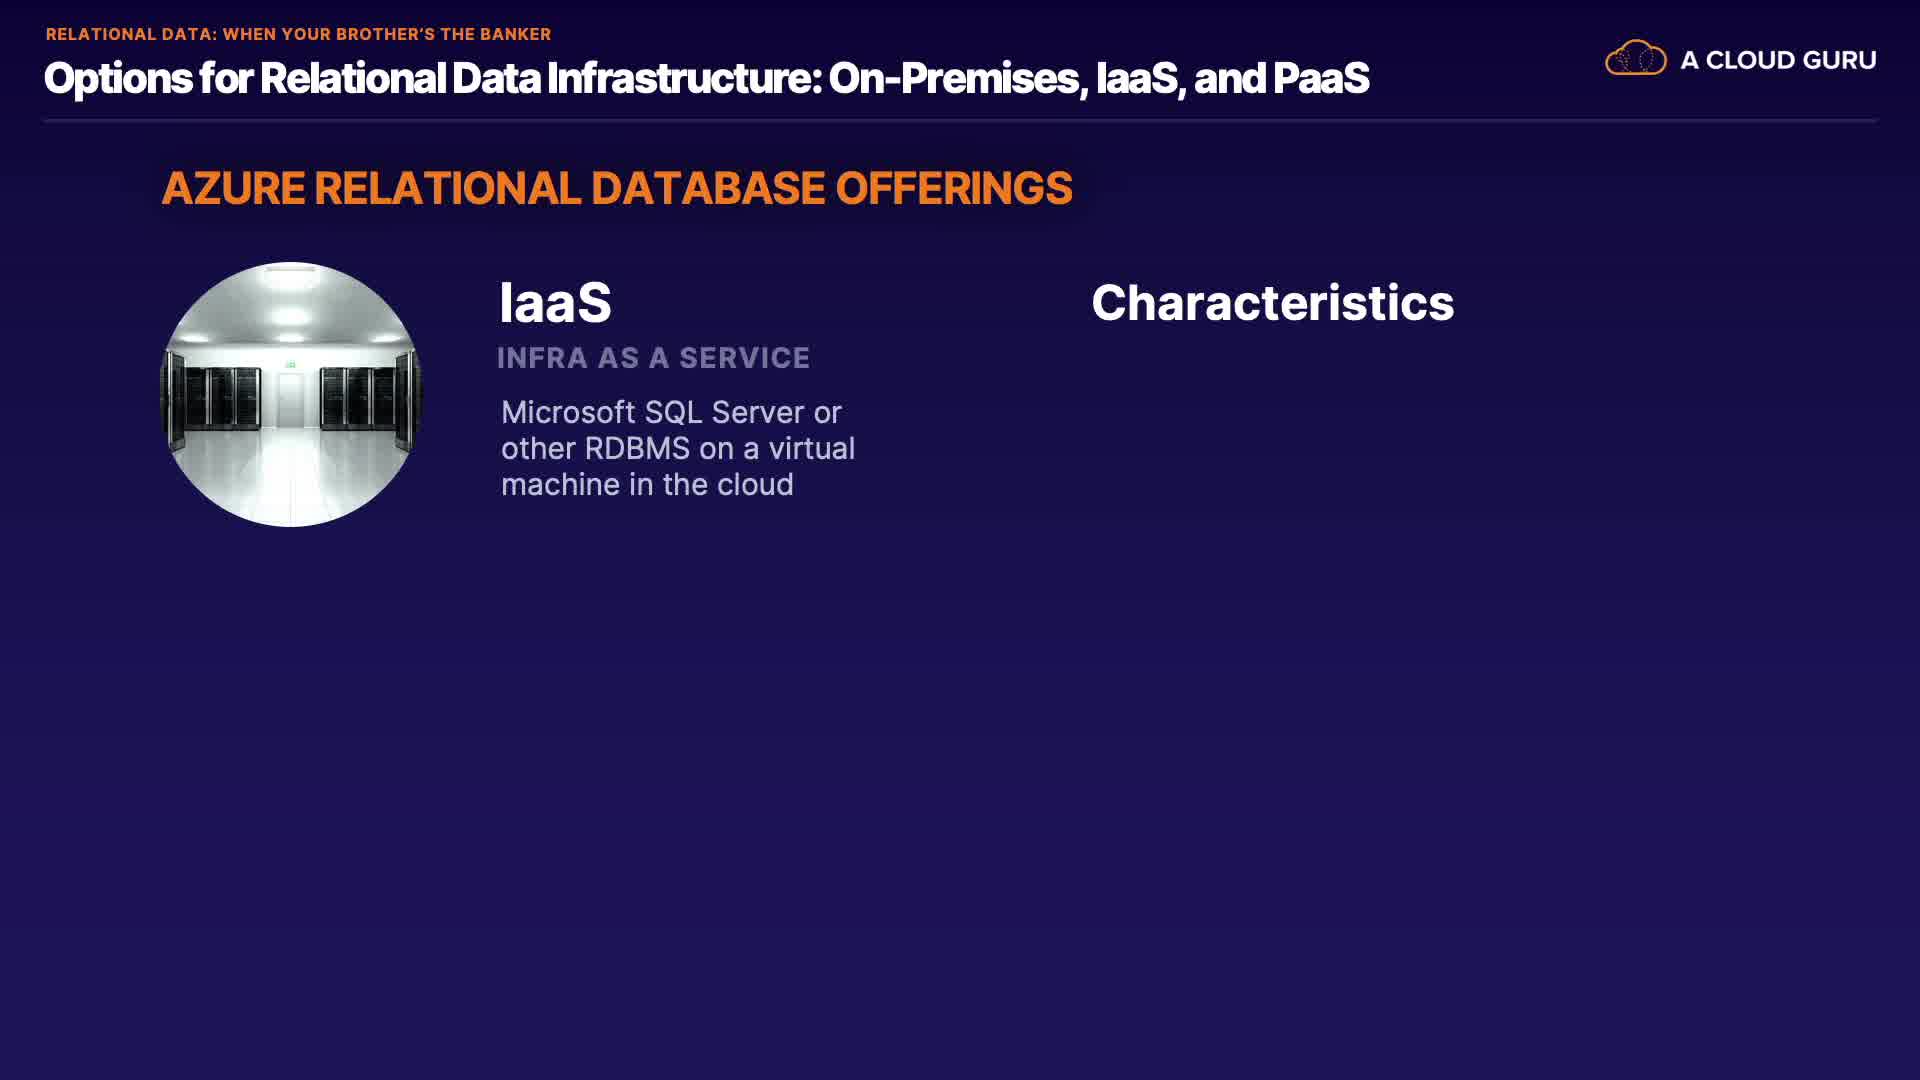 RELATIONAL DATA: WHEN YOUR BROTHER'S THE BANKER
Options for Relational Data Infrastructure: On-Premises, IaaS, and PaaS
A CLOUD GURU
AZURE RELATIONAL DATABASE OFFERINGS
IaaS
INFRA AS A SERVICE
Microsoft SQL Server or
other RDBMS on a virtual
machine in the cloud
Characteristics